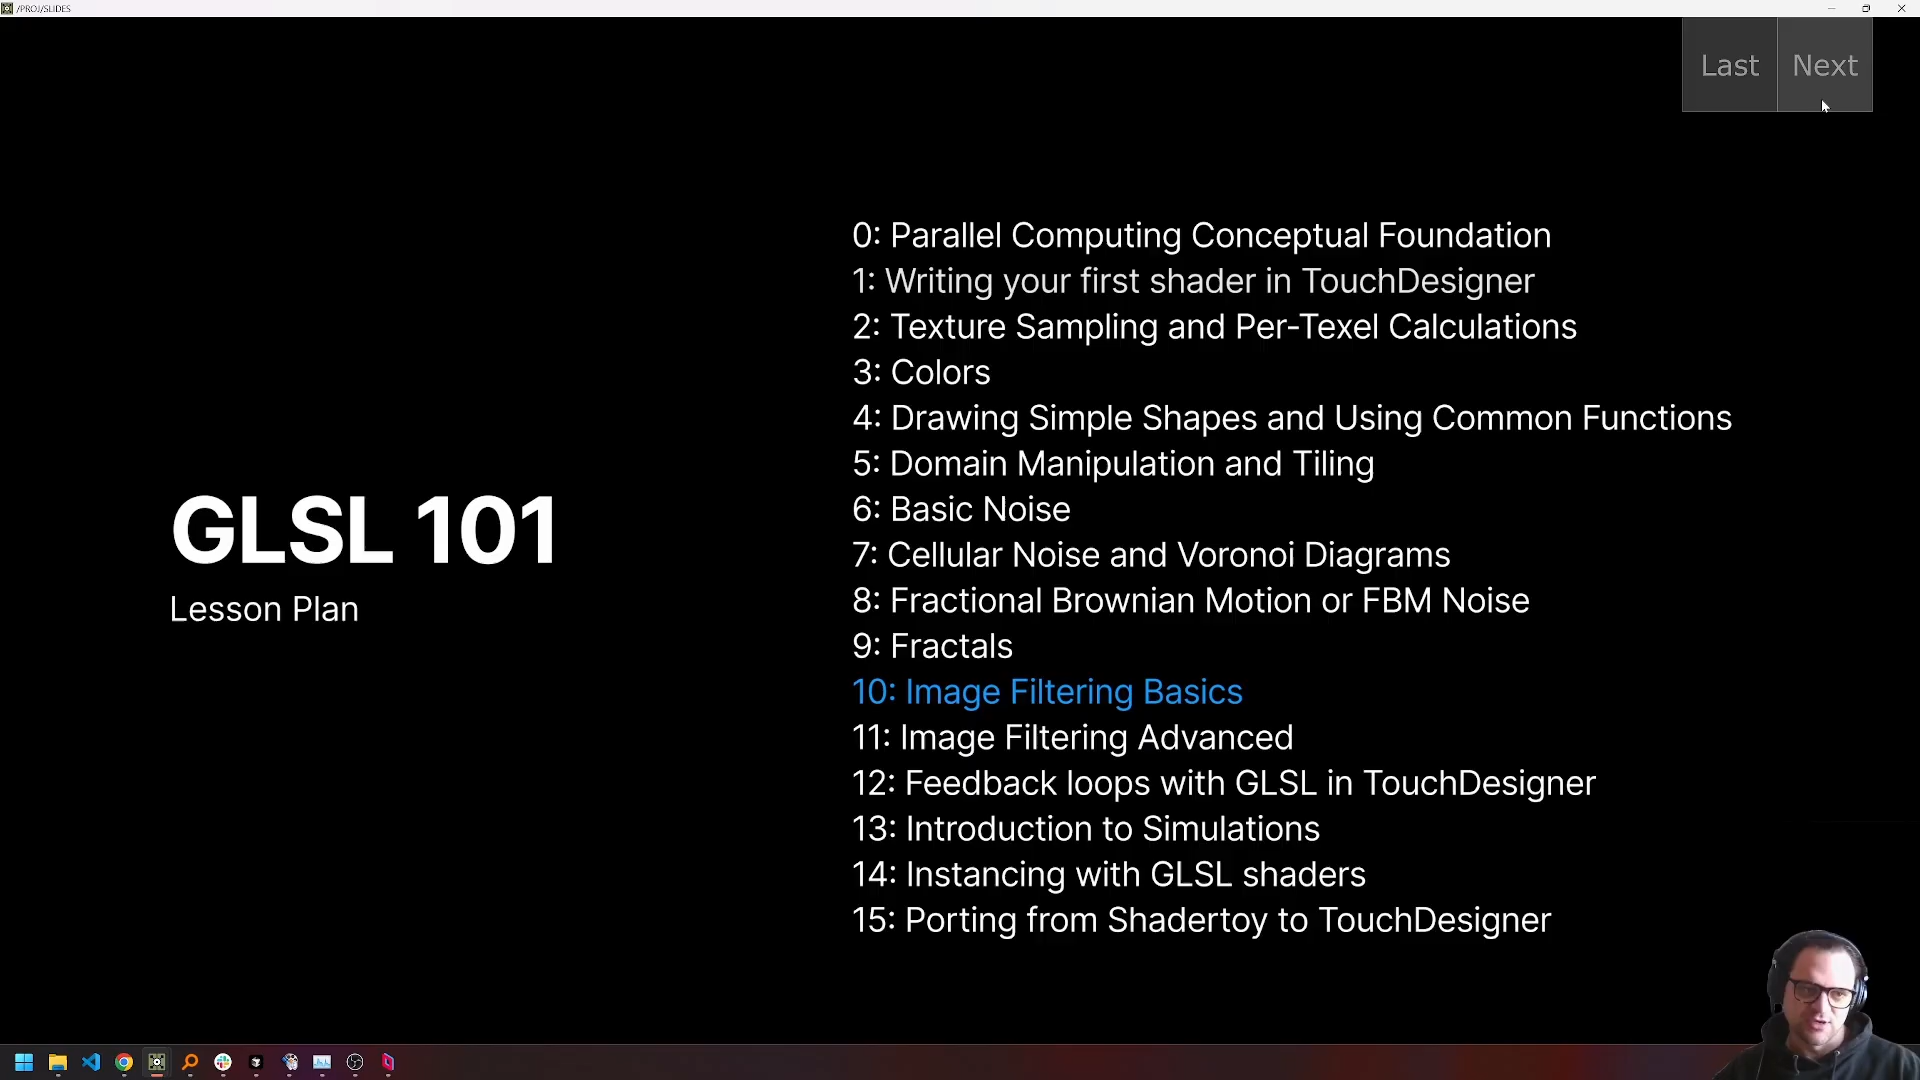 /PROJ/SLIDES
Last
Next
0: Parallel Computing Conceptual Foundation
1: Writing your first shader in TouchDesigner
2: Texture Sampling and Per-Texel Calculations
3: Colors
4: Drawing Simple Shapes and Using Common Functions
5: Domain Manipulation and Tiling
6: Basic Noise
7: Cellular Noise and Voronoi Diagrams
8: Fractional Brownian Motion or FBM Noise
9: Fractals
10: Image Filtering Basics
11: Image Filtering Advanced
12: Feedback loops with GLSL in TouchDesigner
13: Introduction to Simulations
14: Instancing with GLSL shaders
15: Porting from Shadertoy to TouchDesigner
GLSL 101
Lesson Plan